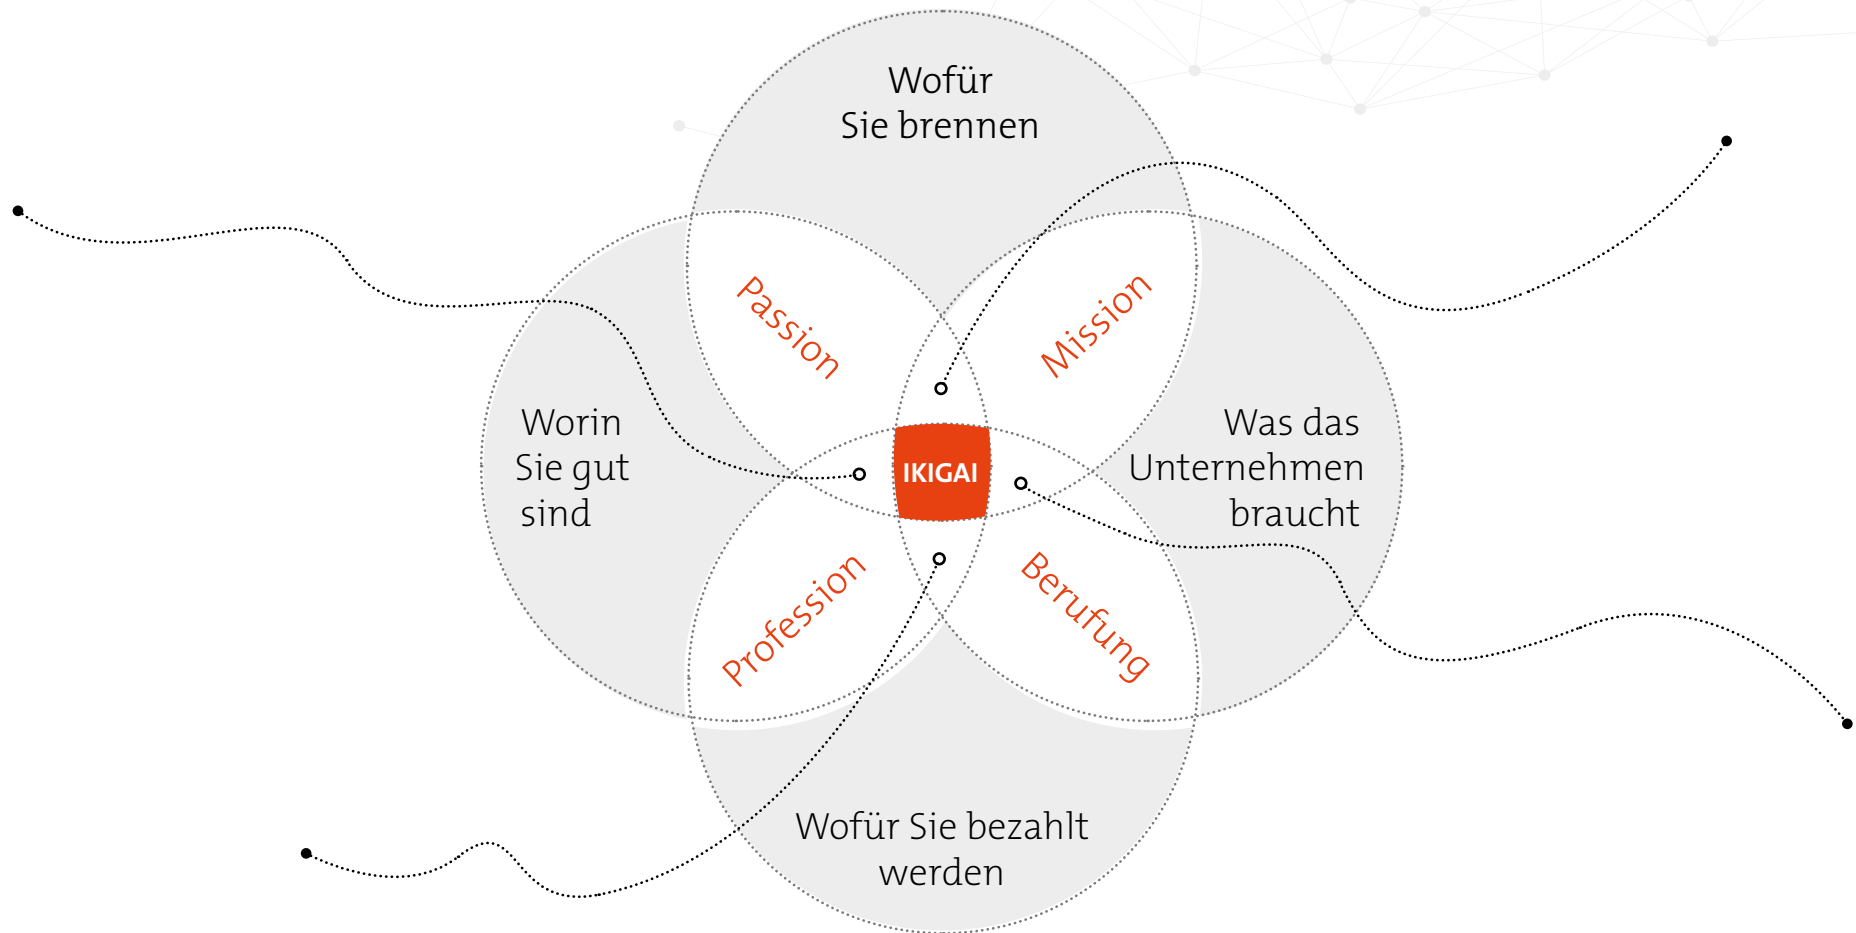 Wofür
Sie brennen
Passion
Mission
Worin
Sie gut
sind
IKIGAI
Was das
Unternehmen
braucht
Profession
Berufung
Wofür Sie bezahlt
werden